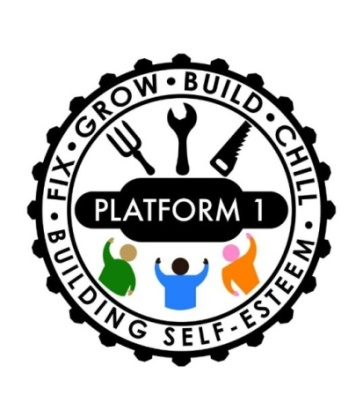 FIX • GROW • BUILD • CHILL
PLATFORM 1
• BUILDING SELF-ESTEEM •